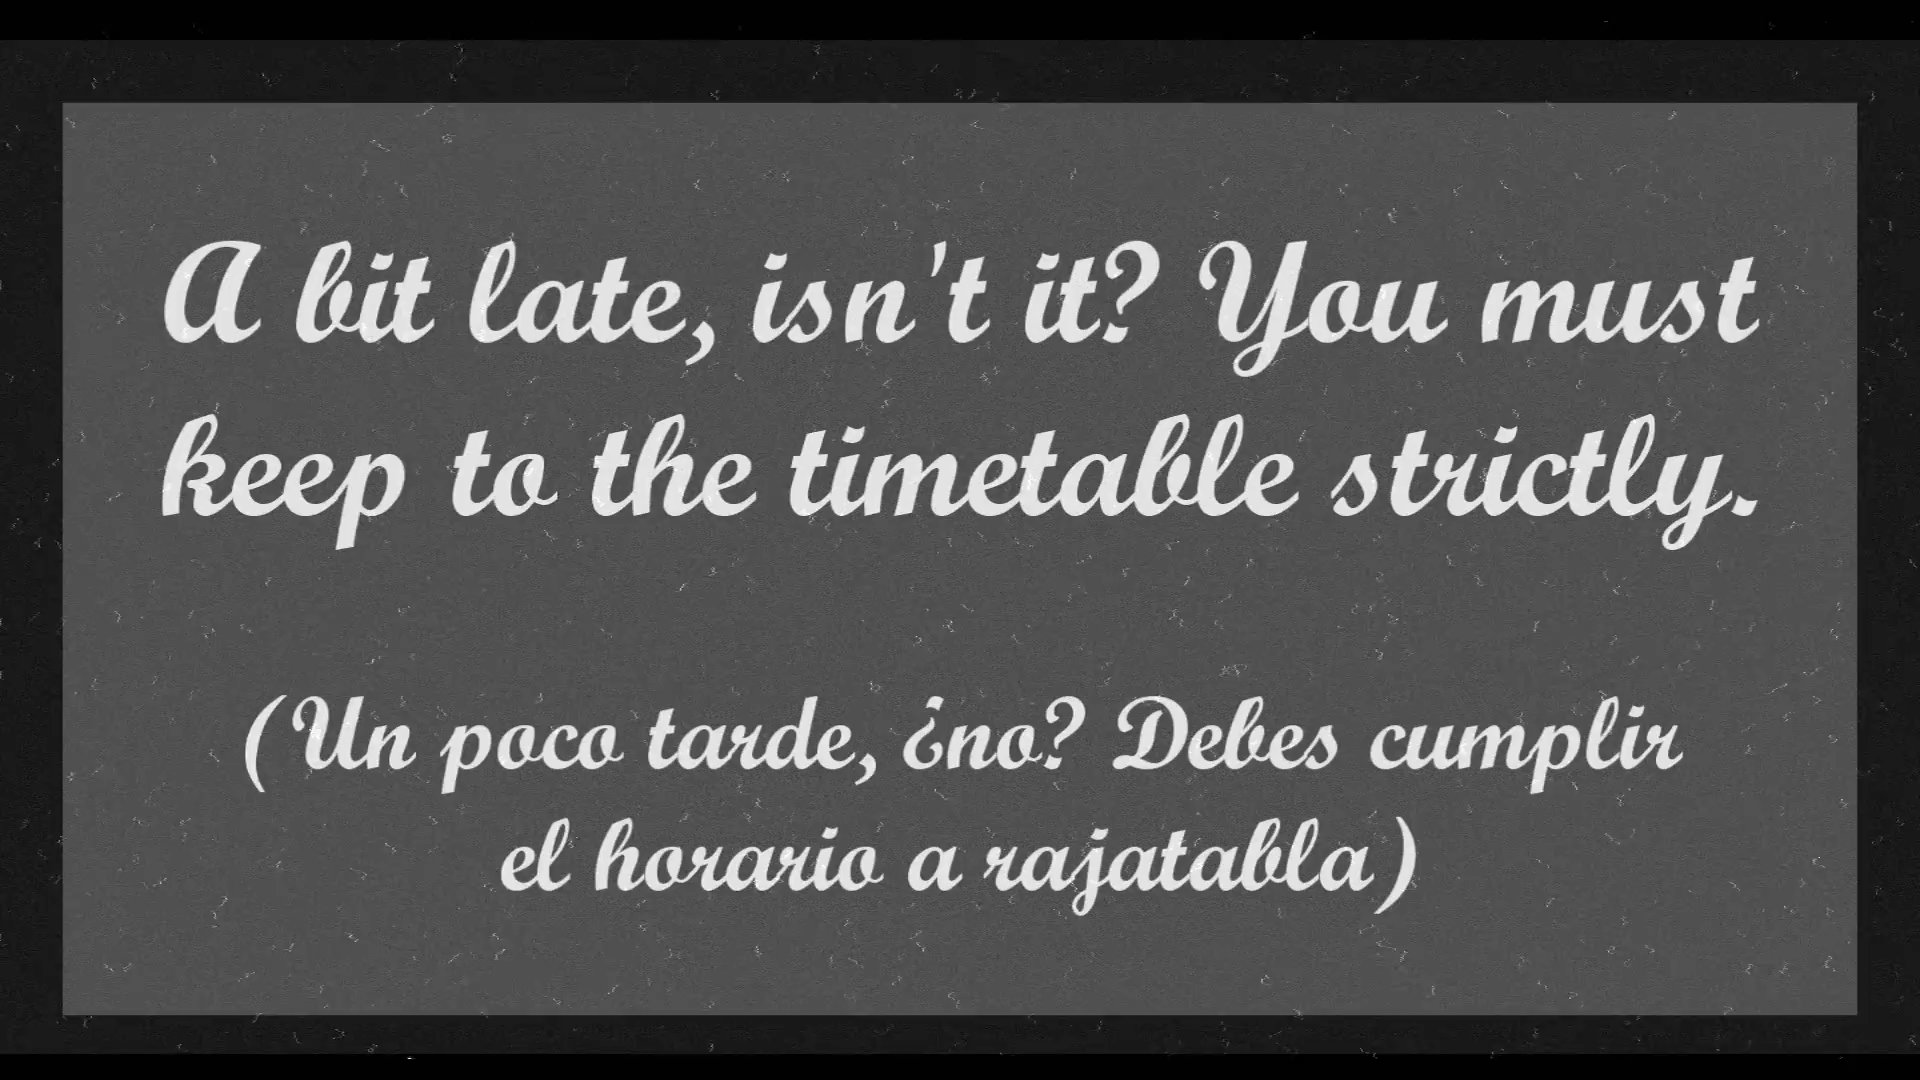 A bit late, isn't it? You must
keep to the timetable strictly.
(Un poco tarde, ¿no? Debes cumplir
el horario a rajatabla)